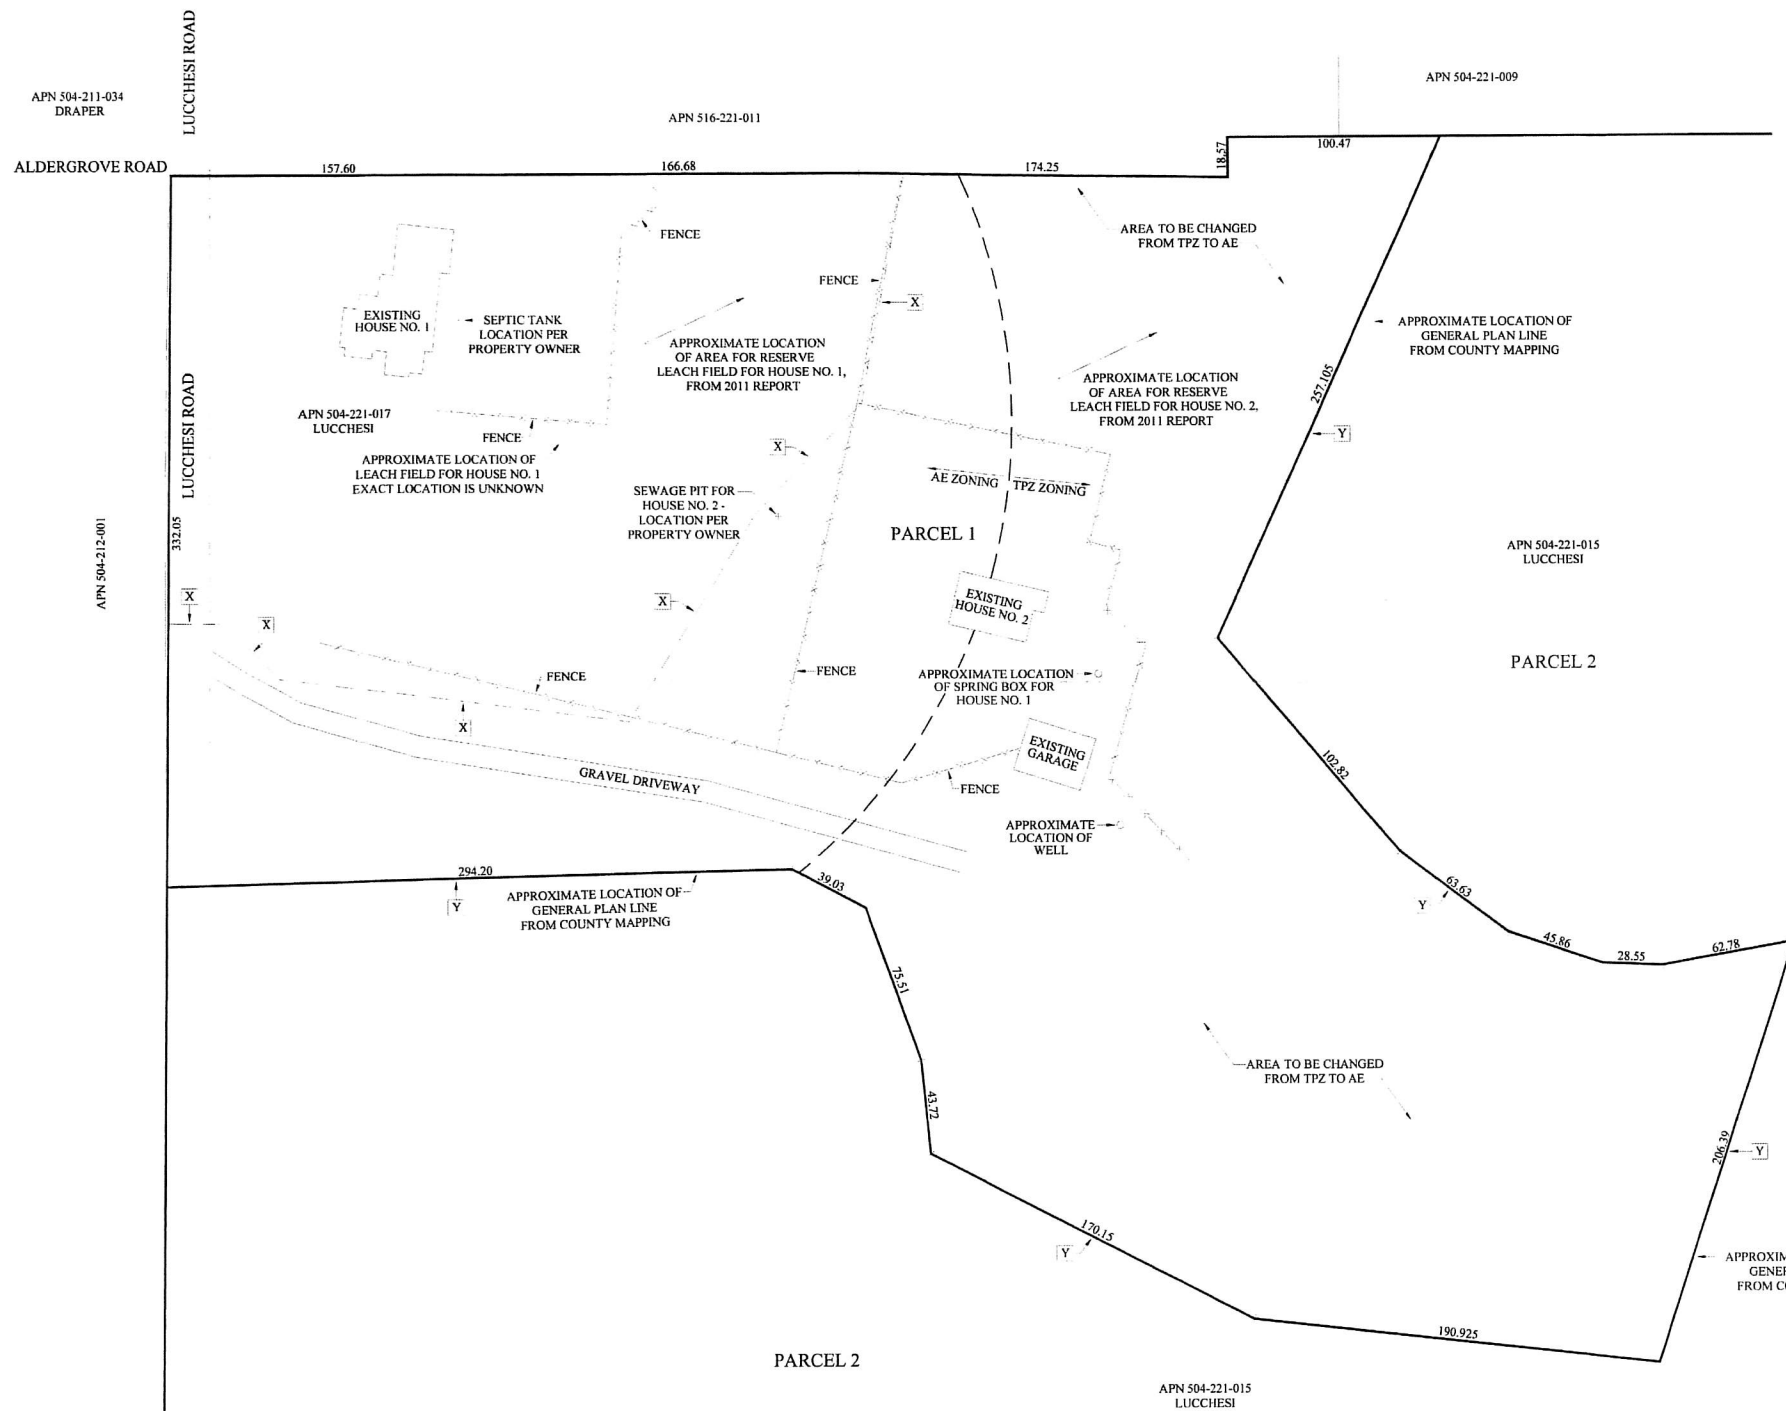 LUCCHESI ROAD
APN 504-211-034
DRAPER
APN 516-221-011
APN 504-221-009
ALDERGROVE ROAD
157.60
166.68
174.25
18.57
100.47
FENCE
AREA TO BE CHANGED
FROM TPZ TO AE
FENCE
X
EXISTING
HOUSE NO. 1
SEPTIC TANK
LOCATION PER
PROPERTY OWNER
APPROXIMATE LOCATION
OF AREA FOR RESERVE
LEACH FIELD FOR HOUSE NO. 1,
FROM 2011 REPORT
APPROXIMATE LOCATION OF
GENERAL PLAN LINE
FROM COUNTY MAPPING
257.105
APPROXIMATE LOCATION
OF AREA FOR RESERVE
LEACH FIELD FOR HOUSE NO. 2,
FROM 2011 REPORT
LUCCHESI ROAD
APN 504-221-017
LUCCHESI
FENCE
X
Y
APPROXIMATE LOCATION OF
LEACH FIELD FOR HOUSE NO. 1
EXACT LOCATION IS UNKNOWN
AE ZONING
TPZ ZONING
SEWAGE PIT FOR
HOUSE NO. 2 -
LOCATION PER
PROPERTY OWNER
PARCEL 1
332.05
APN 504-212-001
APN 504-221-015
LUCCHESI
X
X
X
EXISTING
HOUSE NO. 2
PARCEL 2
FENCE
FENCE
APPROXIMATE LOCATION
OF SPRING BOX FOR
HOUSE NO. 1
X
EXISTING
GARAGE
GRAVEL DRIVEWAY
FENCE
102.82
APPROXIMATE
LOCATION OF
WELL
294.20
39.03
63.63
Y
APPROXIMATE LOCATION OF
GENERAL PLAN LINE
FROM COUNTY MAPPING
Y
45.86
28.55
62.78
75.51
AREA TO BE CHANGED
FROM TPZ TO AE
43.72
206.39
Y
170.15
Y
APPROXIM
GENER
FROM C
190.925
PARCEL 2
APN 504-221-015
LUCCHESI